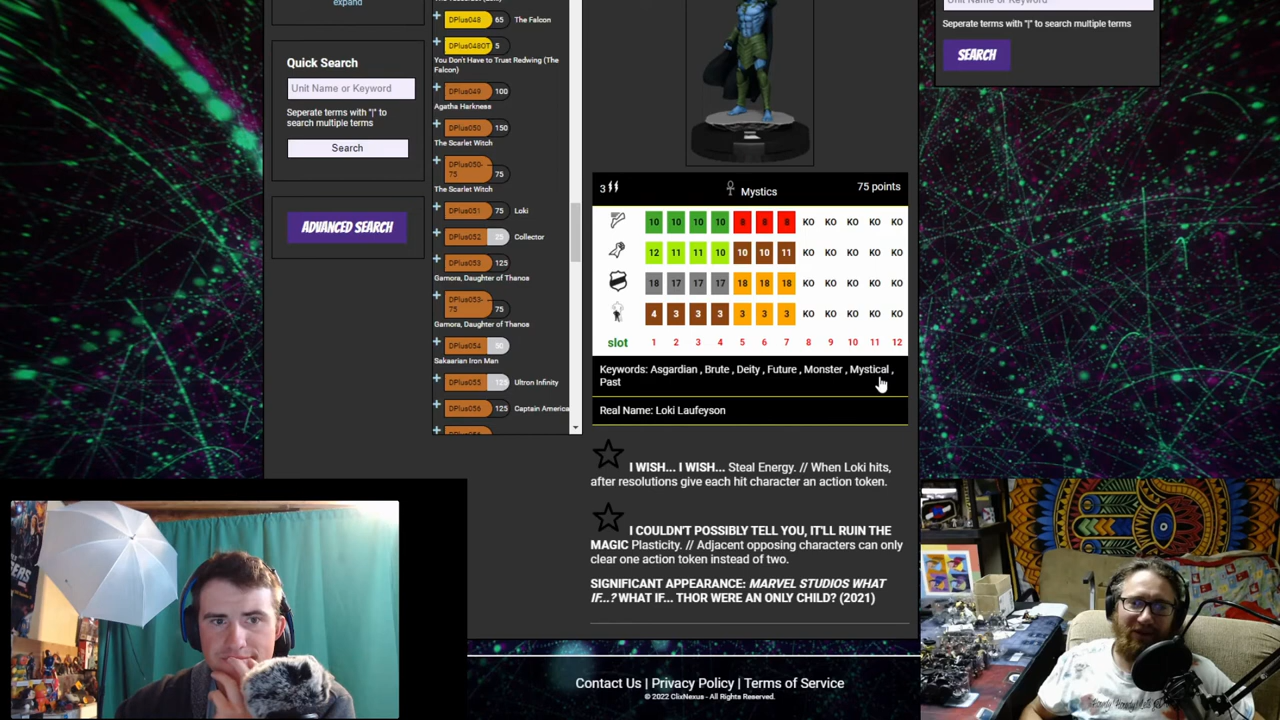 expand
Quick Search
Unit Name or Keyword
Seperate terms with "|" to
search multiple terms
Search
ADVANCED SEARCH
DPlus048 65 The Falcon
DPlus048OT 5
You Don't Have to Trust Redwing (The
Falcon)
DPlus049 100
Agatha Harkness
DPlus050 150
The Scarlet Witch
DPlus050-
75 75
The Scarlet Witch
DPlus051 75 Loki
DPlus052 25 Collector
DPlus053 125
Gamora, Daughter of Thanos
DPlus053-
75 75
Gamora, Daughter of Thanos
DPlus054 50
Sakaarian Iron Man
DPlus055 125 Ultron Infinity
DPlus056 125 Captain America
3 Mystics 75 points
10 10 10 10 8 8 8 KO KO KO KO KO
12 11 11 10 10 10 11 KO KO KO KO KO
18 17 17 17 18 18 18 KO KO KO KO KO
4 3 3 3 3 3 3 KO KO KO KO KO
slot 1 2 3 4 5 6 7 8 9 10 11 12
Keywords: Asgardian , Brute , Deity , Future , Monster , Mystical ,
Past
Real Name: Loki Laufeyson
I WISH... I WISH... Steal Energy. // When Loki hits,
after resolutions give each hit character an action token.
I COULDN'T POSSIBLY TELL YOU, IT'LL RUIN THE
MAGIC Plasticity. // Adjacent opposing characters can only
clear one action token instead of two.
SIGNIFICANT APPEARANCE: MARVEL STUDIOS WHAT
IF...? WHAT IF... THOR WERE AN ONLY CHILD? (2021)
Contact Us | Privacy Policy | Terms of Service
© 2022 ClixNexus - All Rights Reserved.
Seperate terms with "|" to search multiple terms
SEARCH